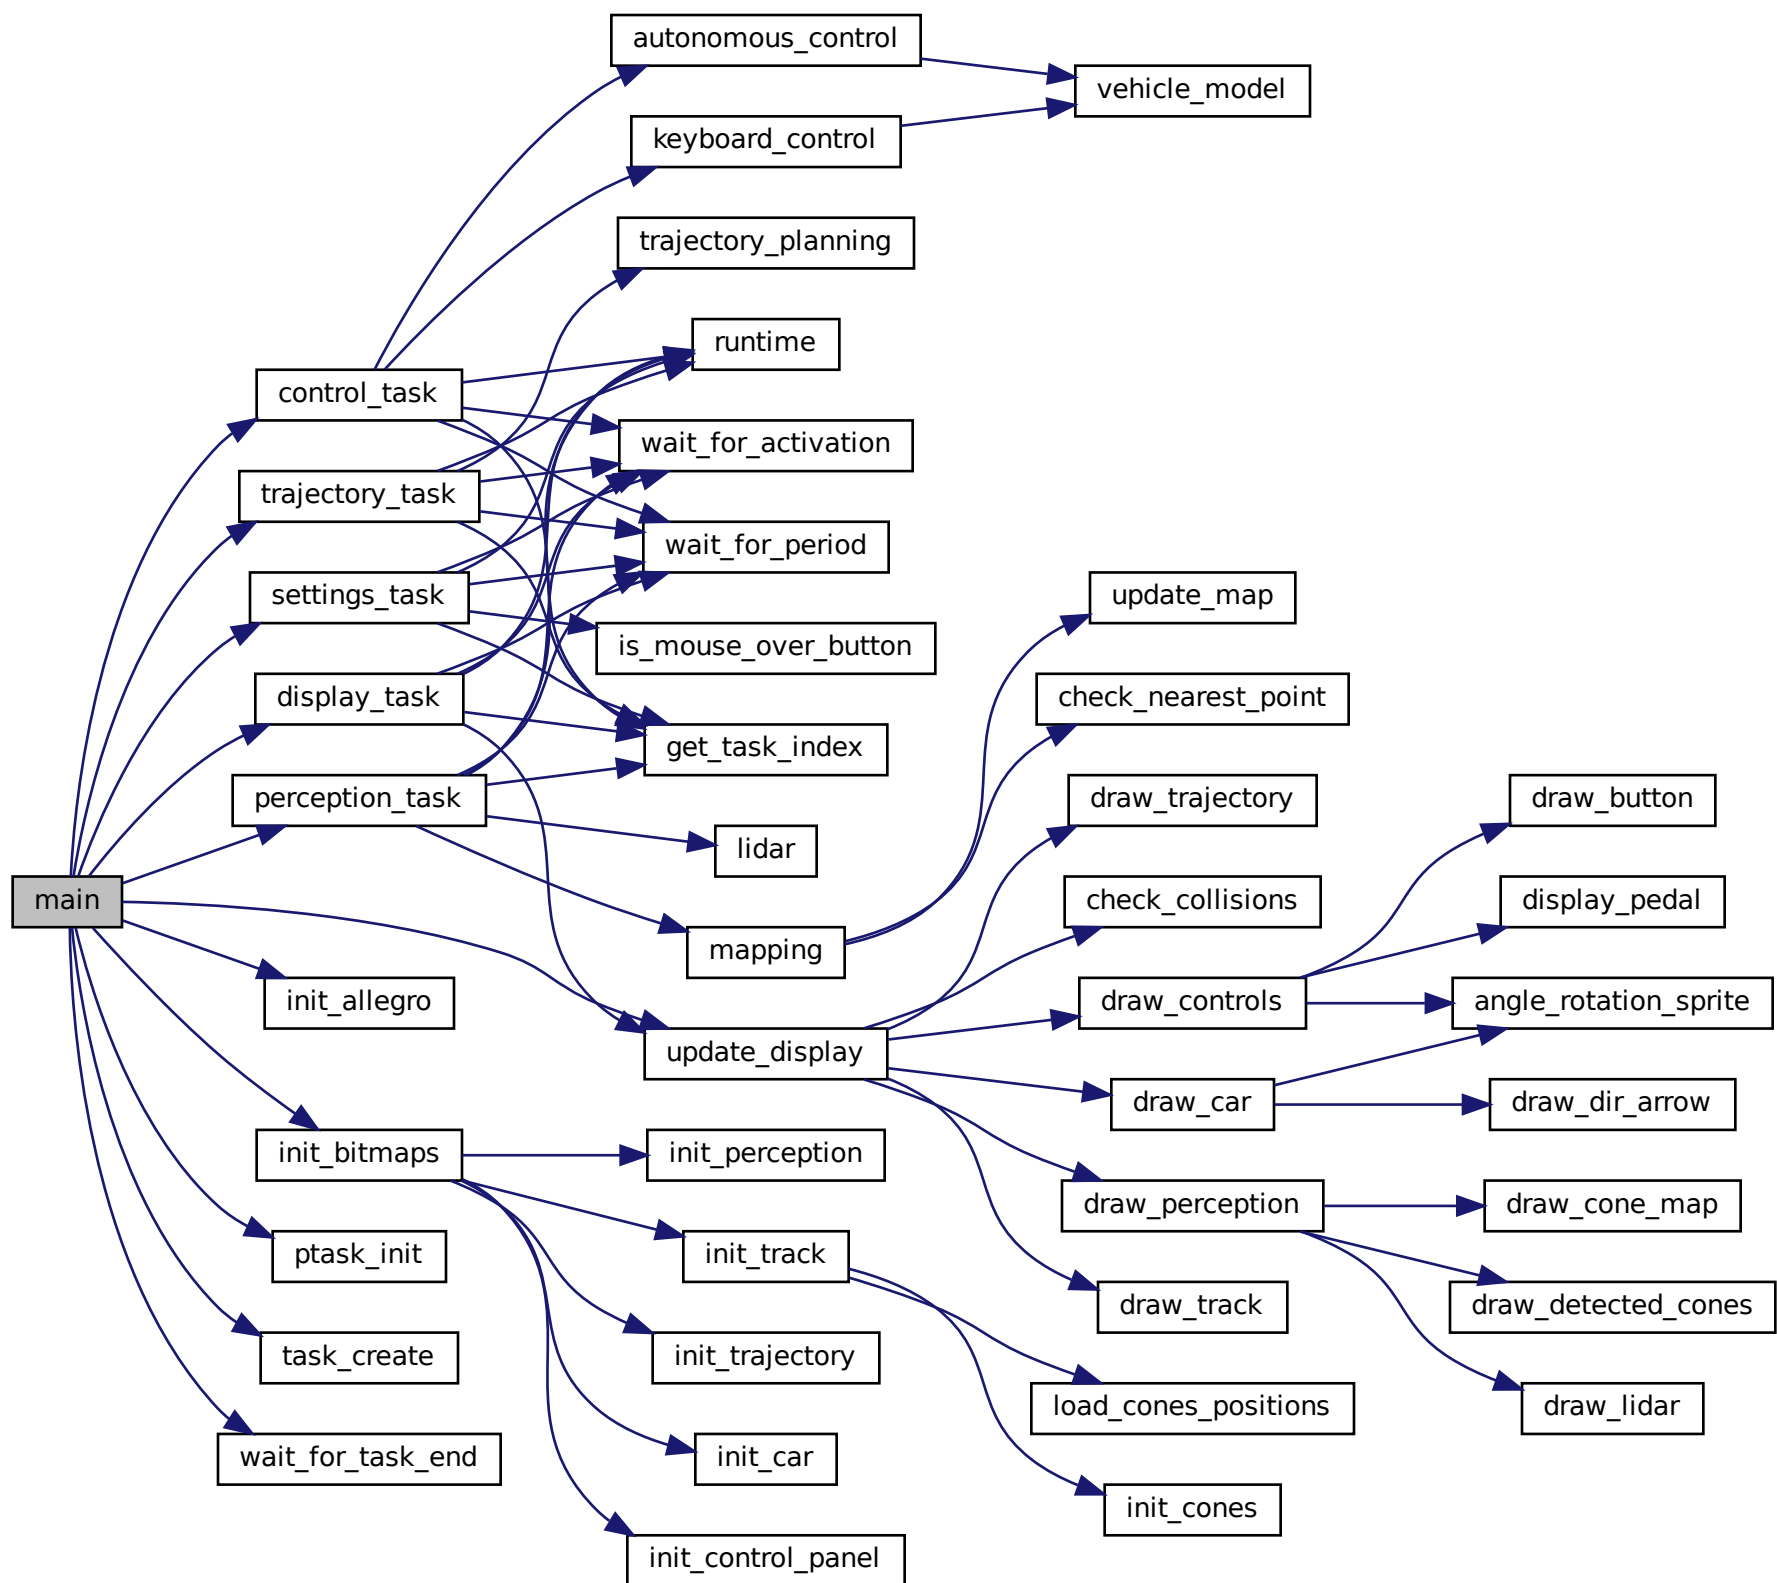 autonomous_control
vehicle_model
keyboard_control
trajectory_planning
runtime
control_task
wait_for_activation
trajectory_task
wait_for_period
settings_task
update_map
is_mouse_over_button
display_task
check_nearest_point
get_task_index
perception_task
draw_trajectory
draw_button
lidar
main
check_collisions
display_pedal
mapping
init_allegro
draw_controls
angle_rotation_sprite
update_display
draw_car
draw_dir_arrow
init_bitmaps
init_perception
draw_perception
draw_cone_map
ptask_init
init_track
draw_track
draw_detected_cones
task_create
init_trajectory
load_cones_positions
draw_lidar
wait_for_task_end
init_car
init_cones
init_control_panel